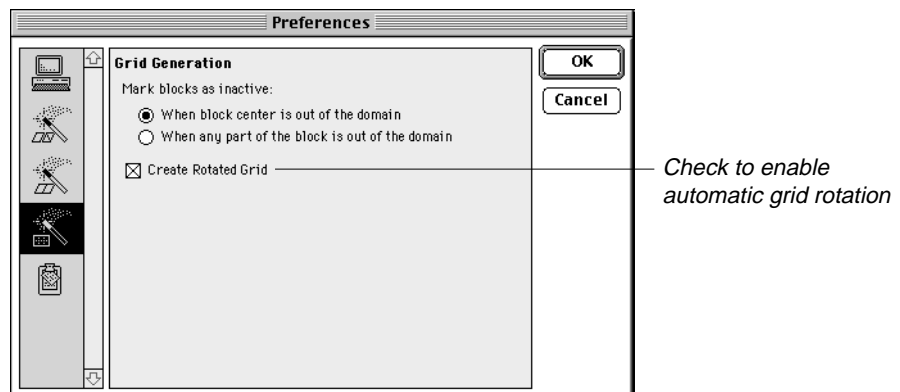 Preferences
Grid Generation
Mark blocks as inactive:
When block center is out of the domain
When any part of the block is out of the domain
Create Rotated Grid
OK
Cancel
Check to enable
automatic grid rotation